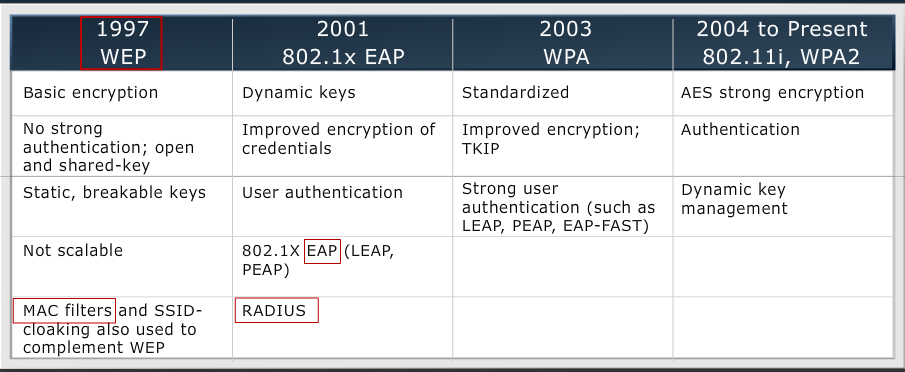 1997
WEP
2001
802.1x EAP
2003
WPA
2004 to Present
802.11i, WPA2
Basic encryption
Dynamic keys
Standardized
AES strong encryption
No strong
authentication; open
and shared-key
Improved encryption of
credentials
Improved encryption;
TKIP
Authentication
Static, breakable keys
User authentication
Strong user
authentication (such as
LEAP, PEAP, EAP-FAST)
Dynamic key
management
Not scalable
802.1X EAP (LEAP,
PEAP)
MAC filters and SSID-
cloaking also used to
complement WEP
RADIUS